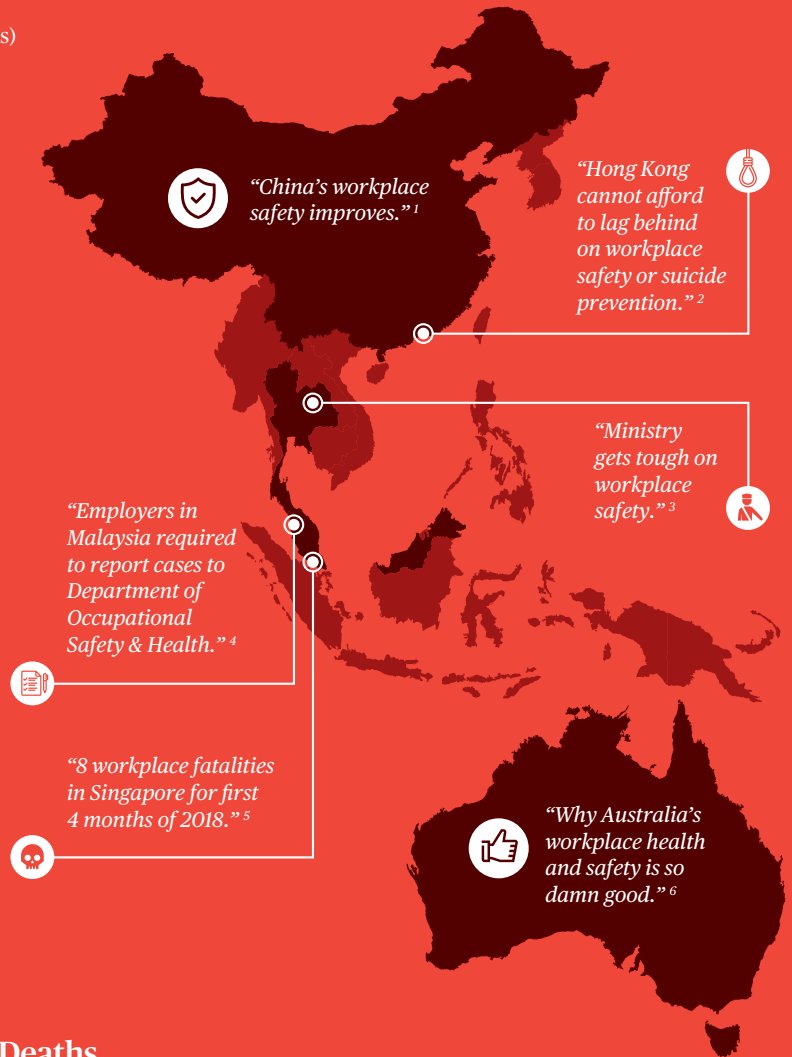 s)
“China’s workplace
safety improves.” 1
“Hong Kong
cannot afford
to lag behind
on workplace
safety or suicide
prevention.” 2
“Ministry
gets tough on
workplace
safety.” 3
“Employers in
Malaysia required
to report cases to
Department of
Occupational
Safety & Health.” 4
“8 workplace fatalities
in Singapore for first
4 months of 2018.” 5
“Why Australia’s
workplace health
and safety is so
damn good.” 6
Deaths